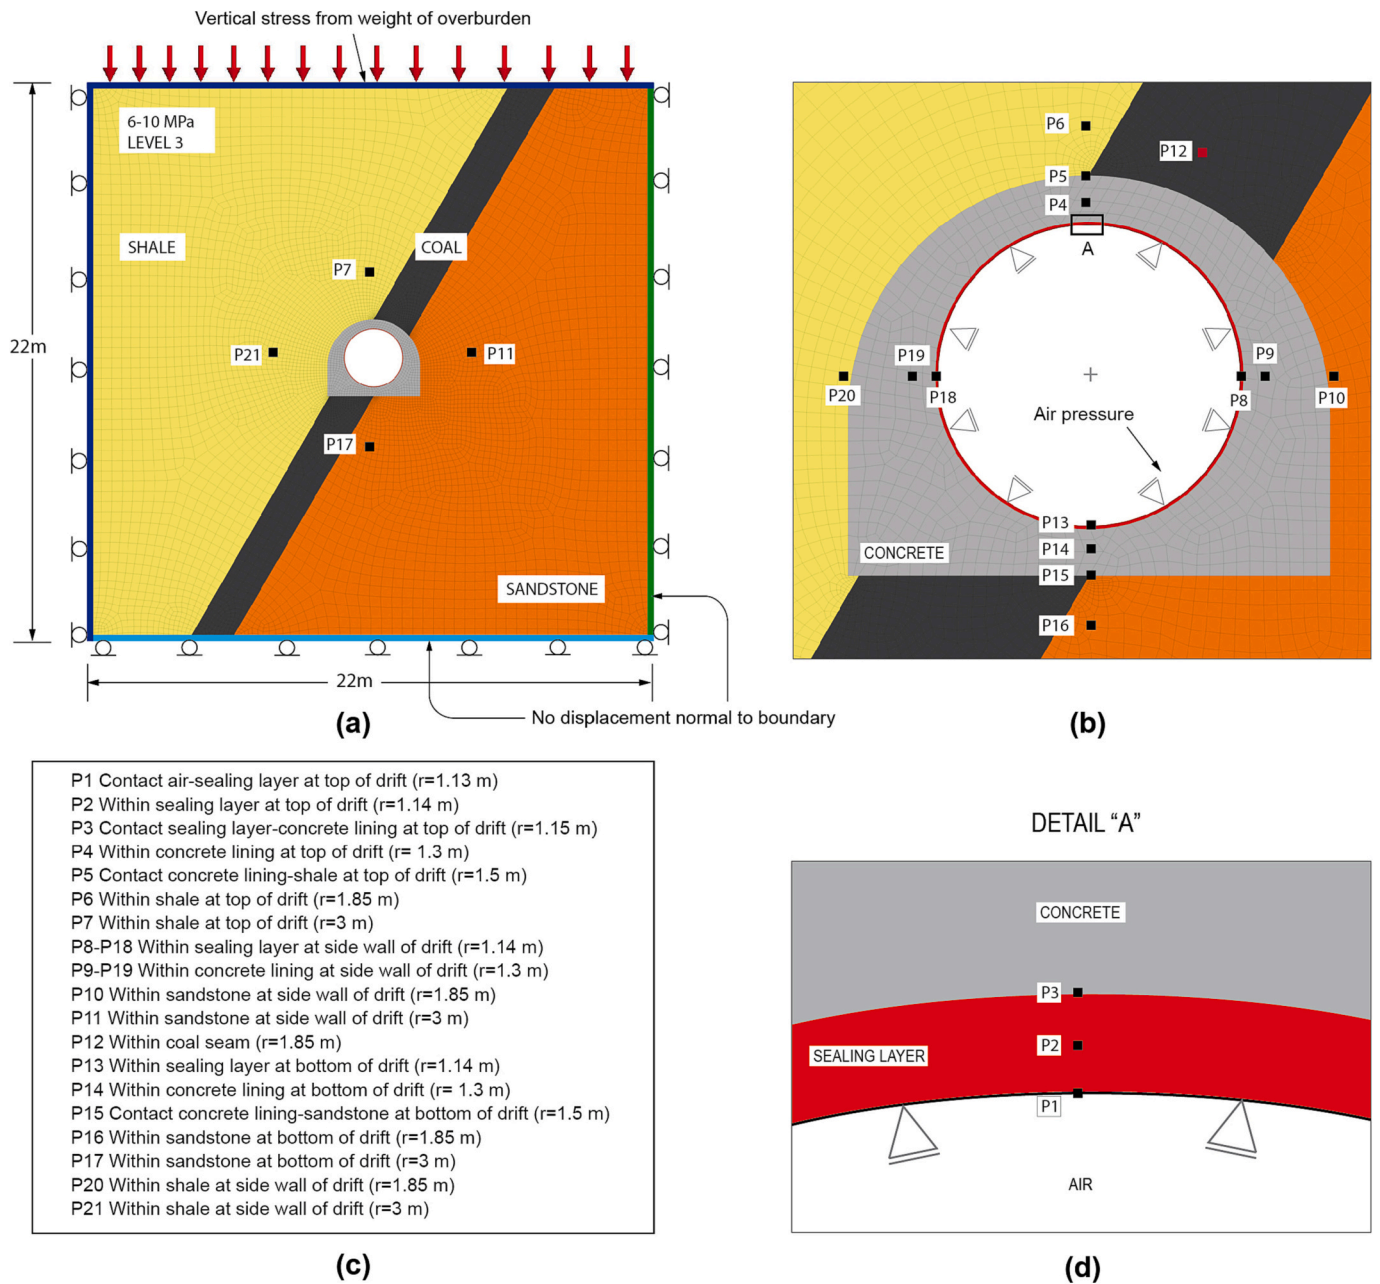 Vertical stress from weight of overburden
6-10 MPa
LEVEL 3
SHALE
COAL
P7
22m
P21
P11
P17
SANDSTONE
22m
(a)
No displacement normal to boundary
P6
P12
P5
P4
A
P19
P9
P20
P18
P8
P10
Air pressure
P13
CONCRETE
P14
P15
P16
(b)
P1 Contact air-sealing layer at top of drift (r=1.13 m)
P2 Within sealing layer at top of drift (r=1.14 m)
P3 Contact sealing layer-concrete lining at top of drift (r=1.15 m)
P4 Within concrete lining at top of drift (r= 1.3 m)
P5 Contact concrete lining-shale at top of drift (r=1.5 m)
P6 Within shale at top of drift (r=1.85 m)
P7 Within shale at top of drift (r=3 m)
P8-P18 Within sealing layer at side wall of drift (r=1.14 m)
P9-P19 Within concrete lining at side wall of drift (r=1.3 m)
P10 Within sandstone at side wall of drift (r=1.85 m)
P11 Within sandstone at side wall of drift (r=3 m)
P12 Within coal seam (r=1.85 m)
P13 Within sealing layer at bottom of drift (r=1.14 m)
P14 Within concrete lining at bottom of drift (r= 1.3 m)
P15 Contact concrete lining-sandstone at bottom of drift (r=1.5 m)
P16 Within sandstone at bottom of drift (r=1.85 m)
P17 Within sandstone at bottom of drift (r=3 m)
P20 Within shale at side wall of drift (r=1.85 m)
P21 Within shale at side wall of drift (r=3 m)
(c)
DETAIL “A”
CONCRETE
P3
P2
SEALING LAYER
P1
AIR
(d)